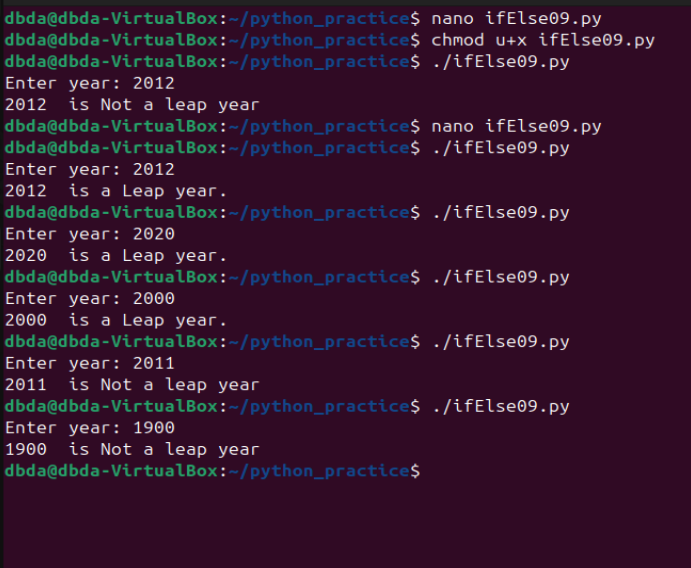 dbda@dbda-VirtualBox:~/python_practice$ nano ifElse09.py
dbda@dbda-VirtualBox:~/python_practice$ chmod u+x ifElse09.py
dbda@dbda-VirtualBox:~/python_practice$ ./ifElse09.py
Enter year: 2012
2012  is Not a leap year
dbda@dbda-VirtualBox:~/python_practice$ nano ifElse09.py
dbda@dbda-VirtualBox:~/python_practice$ ./ifElse09.py
Enter year: 2012
2012  is a Leap year.
dbda@dbda-VirtualBox:~/python_practice$ ./ifElse09.py
Enter year: 2020
2020  is a Leap year.
dbda@dbda-VirtualBox:~/python_practice$ ./ifElse09.py
Enter year: 2000
2000  is a Leap year.
dbda@dbda-VirtualBox:~/python_practice$ ./ifElse09.py
Enter year: 2011
2011  is Not a leap year
dbda@dbda-VirtualBox:~/python_practice$ ./ifElse09.py
Enter year: 1900
1900  is Not a leap year
dbda@dbda-VirtualBox:~/python_practice$